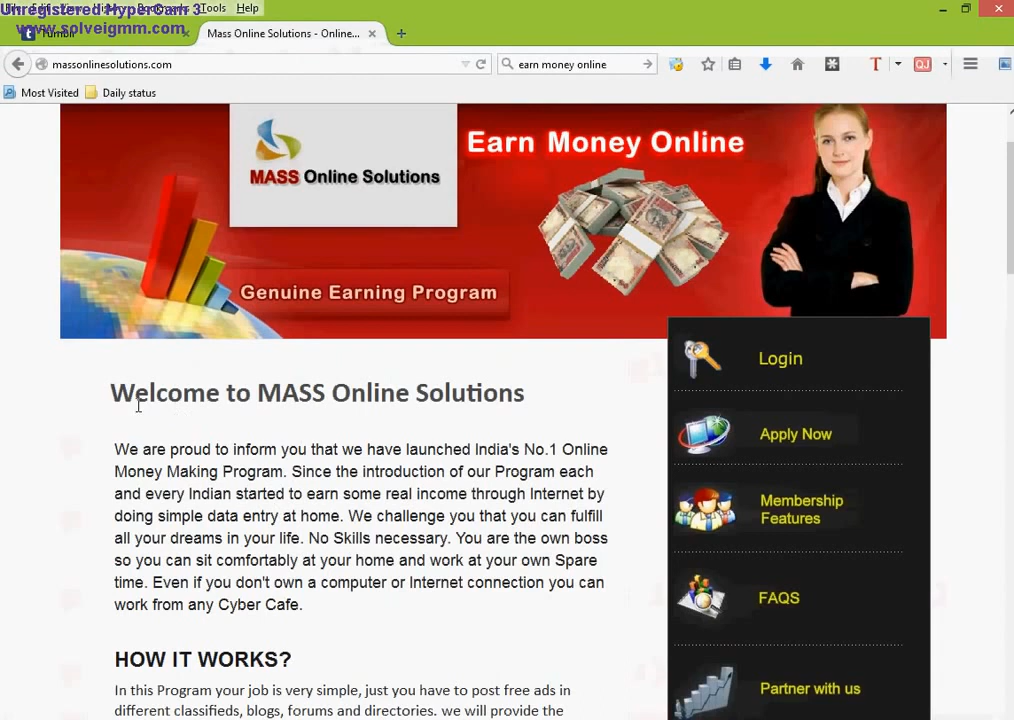 Unregistered HyperCam 3
Tools Help
www.solveigmm.com
Mass Online Solutions - Online...
massonlinesolutions.com
earn money online
Most Visited
Daily status
MASS Online Solutions
Earn Money Online
Genuine Earning Program
Login
Apply Now
Membership
Features
FAQS
Partner with us
Welcome to MASS Online Solutions
We are proud to inform you that we have launched India's No.1 Online
Money Making Program. Since the introduction of our Program each
and every Indian started to earn some real income through Internet by
doing simple data entry at home. We challenge you that you can fulfill
all your dreams in your life. No Skills necessary. You are the own boss
so you can sit comfortably at your home and work at your own Spare
time. Even if you don't own a computer or Internet connection you can
work from any Cyber Cafe.
HOW IT WORKS?
In this Program your job is very simple, just you have to post free ads in
different classifieds, blogs, forums and directories. we will provide the